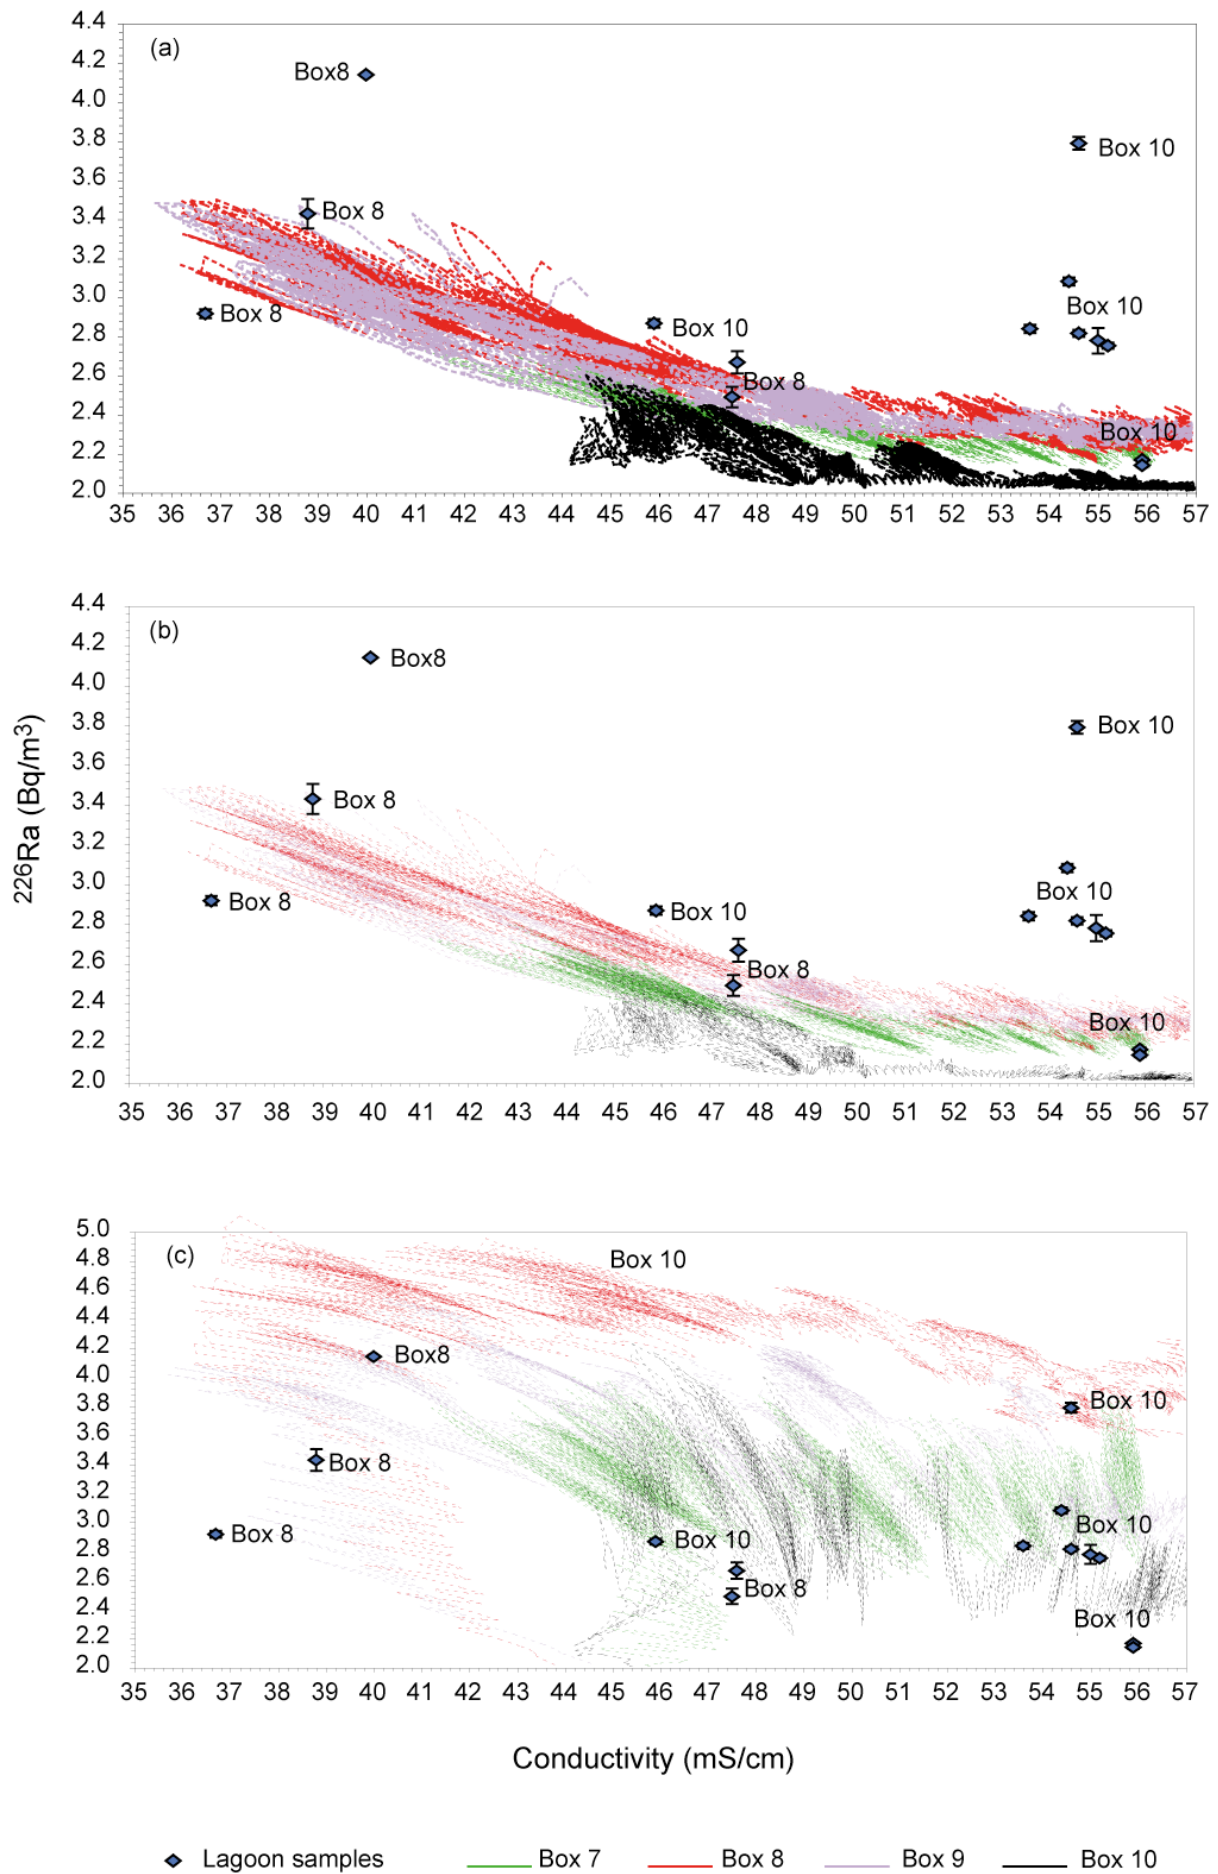 4.4
(a)
4.2
Box8
4.0
3.8
Box 10
3.6
3.4
Box 8
3.2
3.0
Box 10
2.8
Box 8
Box 10
2.6
Box 8
2.4
Box 10
2.2
2.0
35 36 37 38 39 40 41 42 43 44 45 46 47 48 49 50 51 52 53 54 55 56 57
4.4
(b)
4.2
Box8
4.0
3.8
Box 10
3.6
3.4
Box 8
3.2
3.0
Box 10
2.8
Box 8
Box 10
2.6
Box 8
2.4
Box 10
2.2
2.0
35 36 37 38 39 40 41 42 43 44 45 46 47 48 49 50 51 52 53 54 55 56 57
226Ra (Bq/m3)
5.0
(c)
4.8
Box 10
4.6
4.4
4.2
Box8
4.0
3.8
Box 10
3.6
3.4
Box 8
3.2
3.0
Box 10
Box 8
Box 10
2.8
2.6
Box 8
2.4
Box 10
2.2
2.0
35 36 37 38 39 40 41 42 43 44 45 46 47 48 49 50 51 52 53 54 55 56 57
Conductivity (mS/cm)
Lagoon samples Box 7 Box 8 Box 9 Box 10